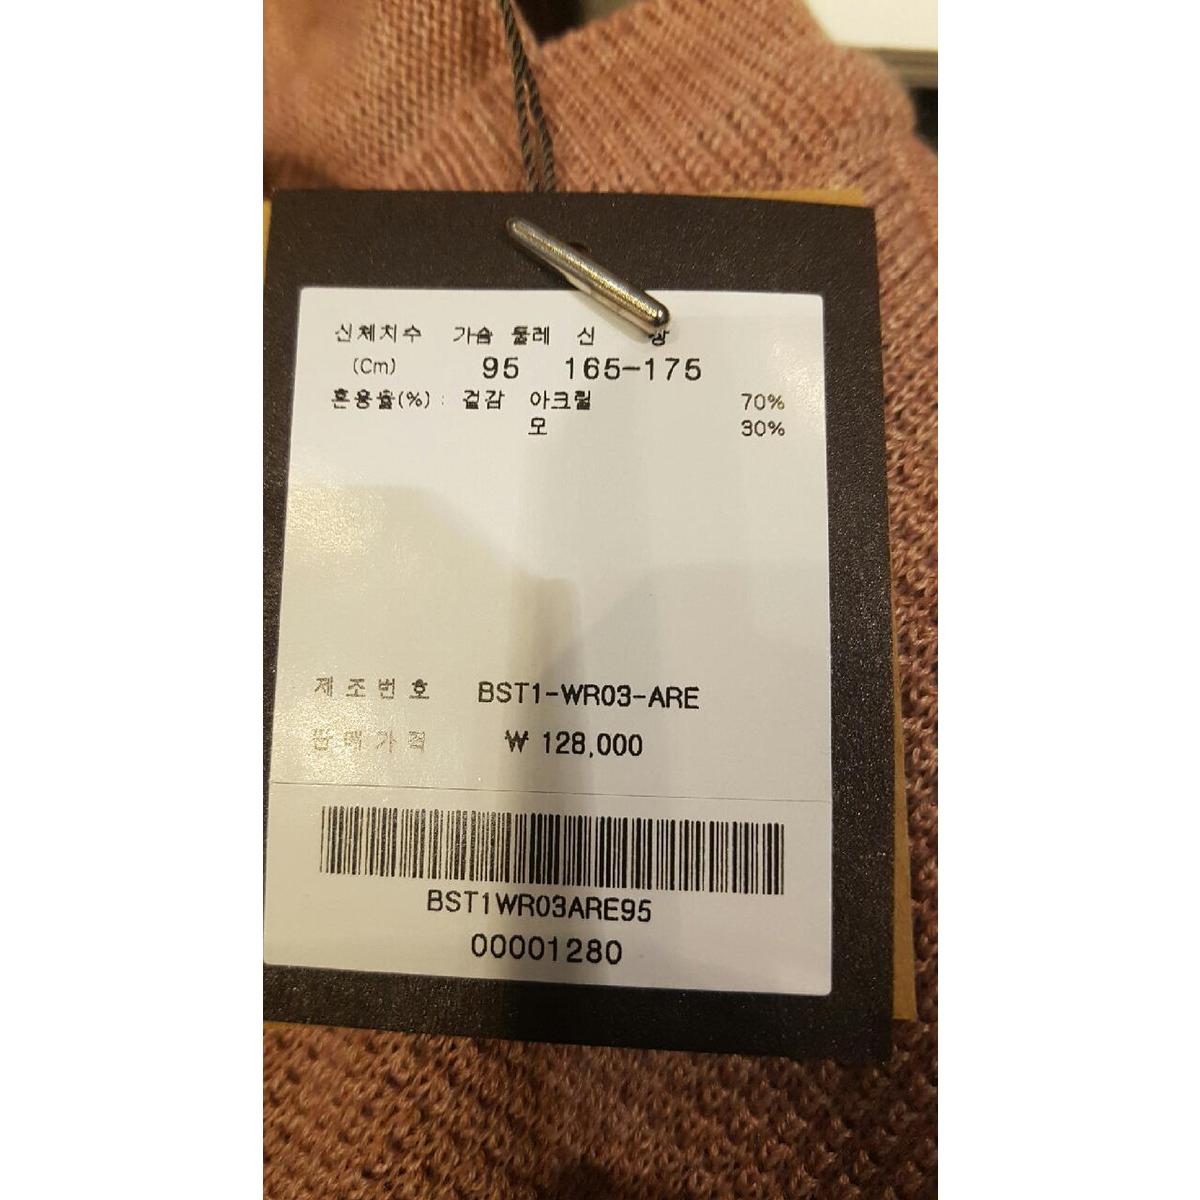 신체치수 가슴 둘레 신 장
(Cm) 95 165-175
혼용율(%) : 겉감 아크릴 70%
모 30%
제조번호 BST1-WR03-ARE
판매가격 ₩ 128,000
BST1WR03ARE95
00001280